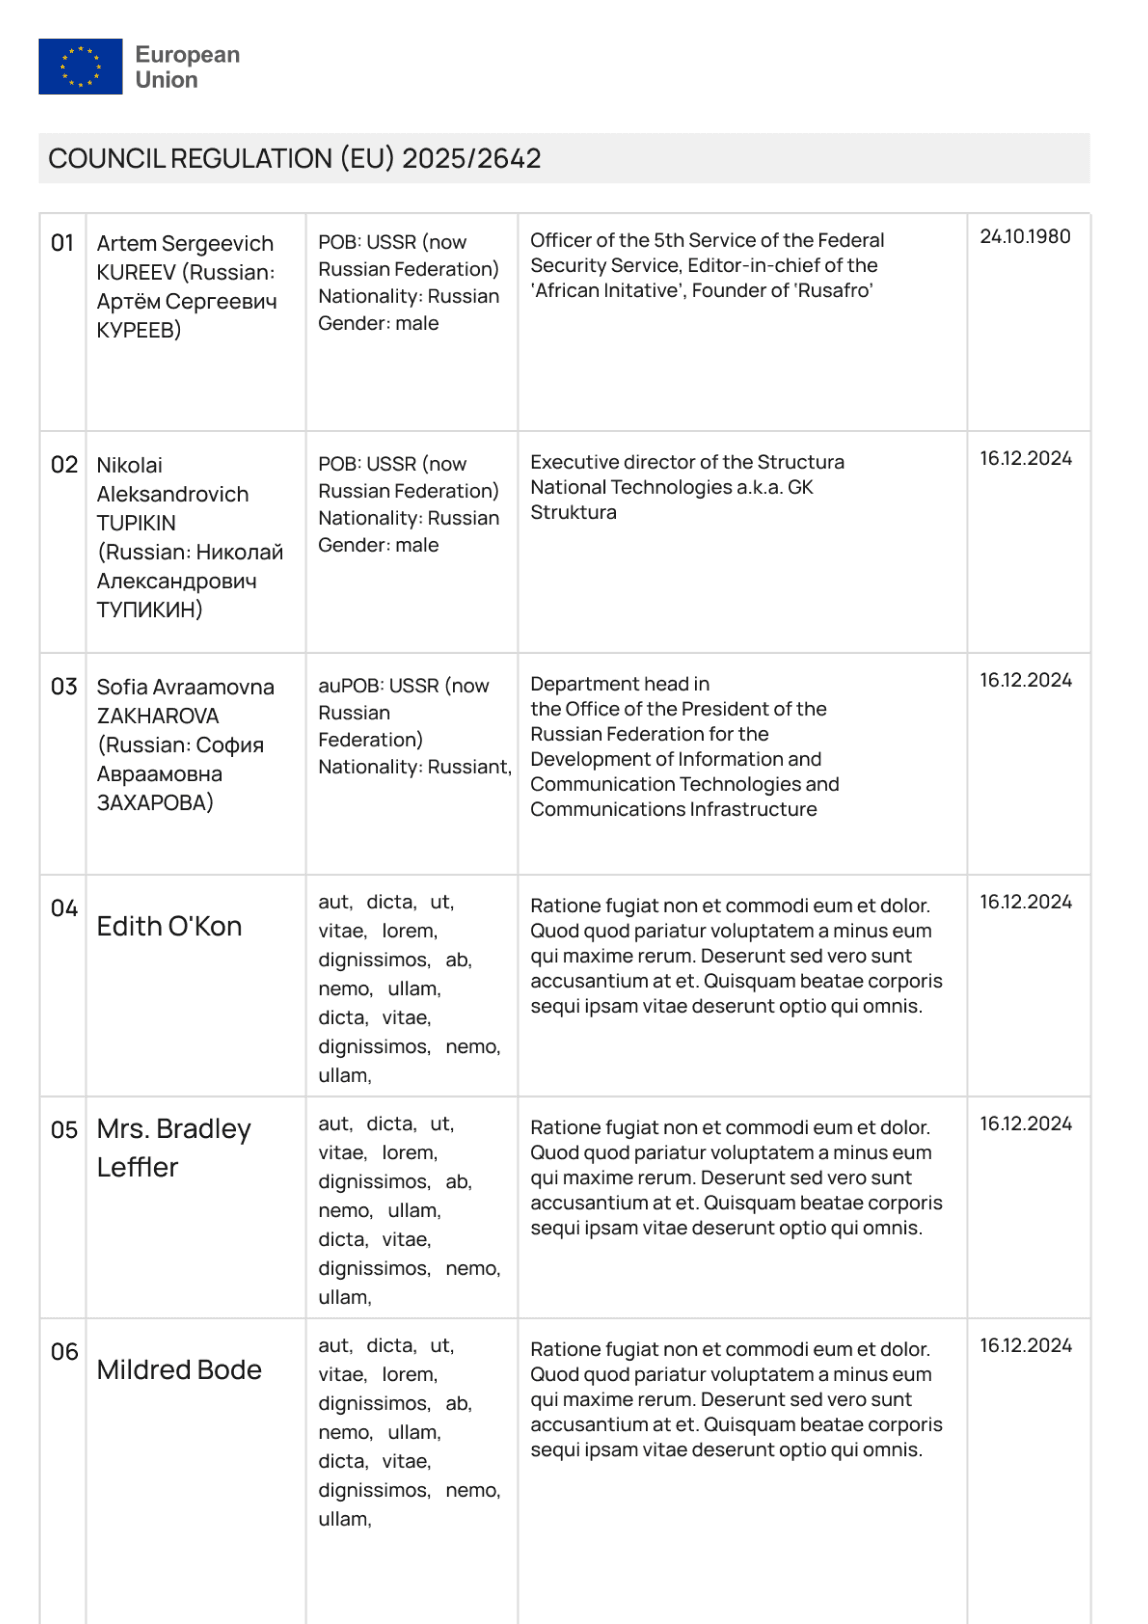 European
Union
COUNCIL REGULATION (EU) 2025/2642
01
Artem Sergeevich
KUREEV (Russian:
Артём Сергеевич
КУРЕЕВ)
POB: USSR (now
Russian Federation)
Nationality: Russian
Gender: male
Officer of the 5th Service of the Federal
Security Service, Editor-in-chief of the
‘African Initative’, Founder of ‘Rusafro’
24.10.1980
02
Nikolai
Aleksandrovich
TUPIKIN
(Russian: Николай
Александрович
ТУПИКИН)
POB: USSR (now
Russian Federation)
Nationality: Russian
Gender: male
Executive director of the Structura
National Technologies a.k.a. GK
Struktura
16.12.2024
03
Sofia Avraamovna
ZAKHAROVA
(Russian: София
Авраамовна
ЗАХАРОВА)
auPOB: USSR (now
Russian
Federation)
Nationality: Russiant,
Department head in
the Office of the President of the
Russian Federation for the
Development of Information and
Communication Technologies and
Communications Infrastructure
16.12.2024
04
Edith O'Kon
aut, dicta, ut,
vitae, lorem,
dignissimos, ab,
nemo, ullam,
dicta, vitae,
dignissimos, nemo,
ullam,
Ratione fugiat non et commodi eum et dolor.
Quod quod pariatur voluptatem a minus eum
qui maxime rerum. Deserunt sed vero sunt
accusantium at et. Quisquam beatae corporis
sequi ipsam vitae deserunt optio qui omnis.
16.12.2024
05
Mrs. Bradley
Leffler
aut, dicta, ut,
vitae, lorem,
dignissimos, ab,
nemo, ullam,
dicta, vitae,
dignissimos, nemo,
ullam,
Ratione fugiat non et commodi eum et dolor.
Quod quod pariatur voluptatem a minus eum
qui maxime rerum. Deserunt sed vero sunt
accusantium at et. Quisquam beatae corporis
sequi ipsam vitae deserunt optio qui omnis.
16.12.2024
06
Mildred Bode
aut, dicta, ut,
vitae, lorem,
dignissimos, ab,
nemo, ullam,
dicta, vitae,
dignissimos, nemo,
ullam,
Ratione fugiat non et commodi eum et dolor.
Quod quod pariatur voluptatem a minus eum
qui maxime rerum. Deserunt sed vero sunt
accusantium at et. Quisquam beatae corporis
sequi ipsam vitae deserunt optio qui omnis.
16.12.2024